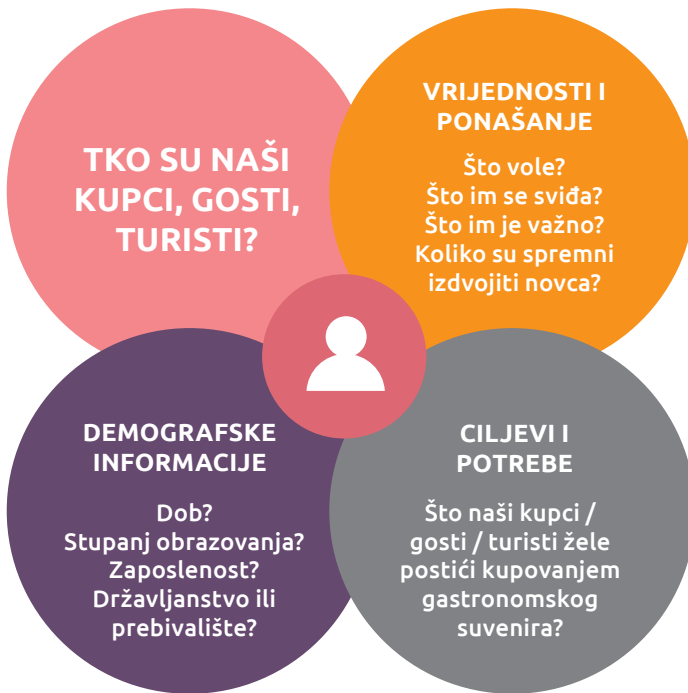 TKO SU NAŠI
KUPCI, GOSTI,
TURISTI?
VRIJEDNOSTI I
PONAŠANJE
Što vole?
Što im se sviđa?
Što im je važno?
Koliko su spremni
izdvojiti novca?
DEMOGRAFSKE
INFORMACIJE
Dob?
Stupanj obrazovanja?
Zaposlenost?
Državljanstvo ili
prebivalište?
CILJEVI I
POTREBE
Što naši kupci /
gosti / turisti žele
postići kupovanjem
gastronomskog
suvenira?